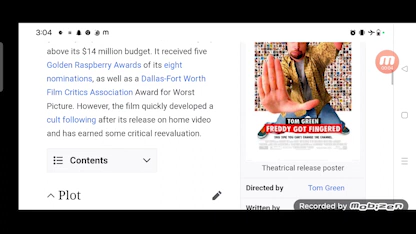 3:04
above its $14 million budget. It received five
Golden Raspberry Awards of its eight
nominations, as well as a Dallas-Fort Worth
Film Critics Association Award for Worst
Picture. However, the film quickly developed a
cult following after its release on home video
and has earned some critical reevaluation.
Contents
Plot
TOM GREEN
FREDDY GOT FINGERED
Theatrical release poster
Directed by Tom Green
Written by
Recorded by Mobizen